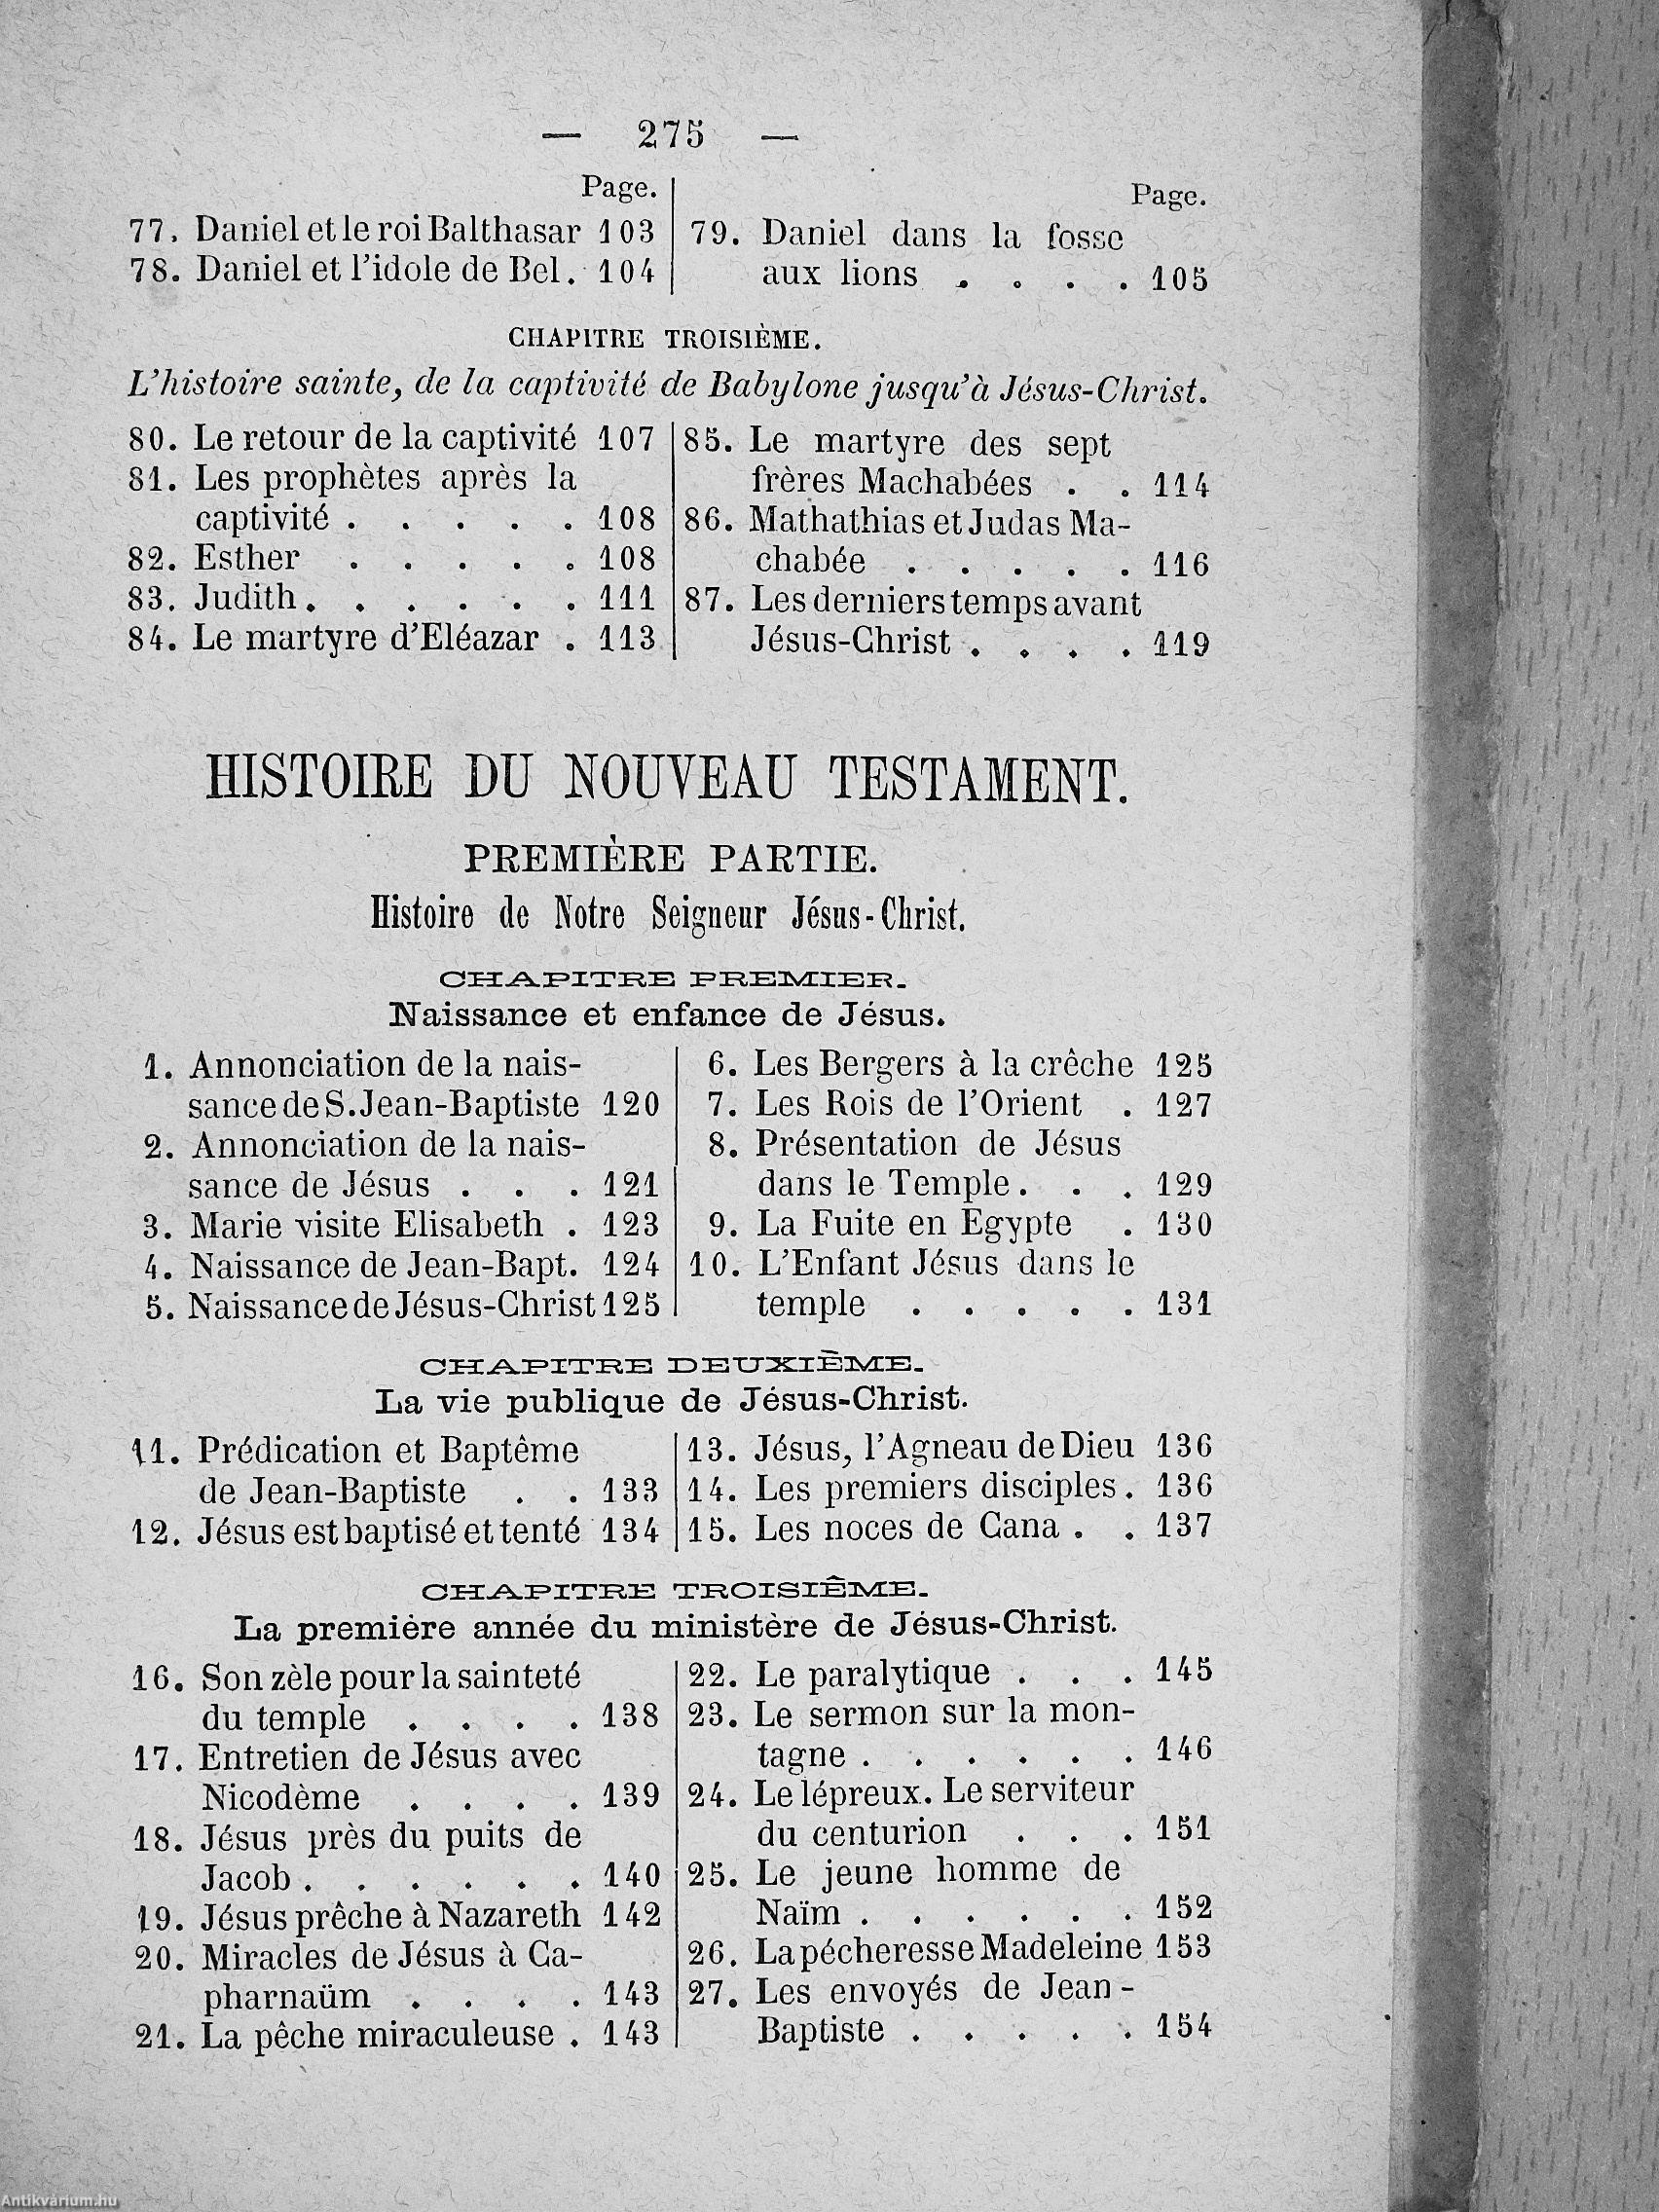 — 275 —
Page.
77. Daniel et le roi Balthasar 103
78. Daniel et l'idole de Bel. 104
Page.
79. Daniel dans la fosse
aux lions . . . . 105
CHAPITRE TROISIÈME.
L'histoire sainte, de la captivité de Babylone jusqu'à Jésus-Christ.
80. Le retour de la captivité 107
81. Les prophètes après la
captivité . . . . . 108
82. Esther . . . . . 108
83. Judith . . . . . . 111
84. Le martyre d'Eléazar . 113
85. Le martyre des sept
frères Machabées . . 114
86. Mathathias et Judas Ma-
chabée . . . . . 116
87. Les derniers temps avant
Jésus-Christ . . . . 119
HISTOIRE DU NOUVEAU TESTAMENT.
PREMIÈRE PARTIE.
Histoire de Notre Seigneur Jésus-Christ.
CHAPITRE PREMIER.
Naissance et enfance de Jésus.
1. Annonciation de la nais-
sance de S. Jean-Baptiste 120
2. Annonciation de la nais-
sance de Jésus . . . 121
3. Marie visite Elisabeth . 123
4. Naissance de Jean-Bapt. 124
5. Naissance de Jésus-Christ 125
6. Les Bergers à la crêche 125
7. Les Rois de l'Orient . 127
8. Présentation de Jésus
dans le Temple . . . 129
9. La Fuite en Egypte . 130
10. L'Enfant Jésus dans le
temple . . . . . 131
CHAPITRE DEUXIÈME.
La vie publique de Jésus-Christ.
11. Prédication et Baptême
de Jean-Baptiste . . 133
12. Jésus est baptisé et tenté 134
13. Jésus, l'Agneau de Dieu 136
14. Les premiers disciples . 136
15. Les noces de Cana . . 137
CHAPITRE TROISIÊME.
La première année du ministère de Jésus-Christ.
16. Son zèle pour la sainteté
du temple . . . . 138
17. Entretien de Jésus avec
Nicodème . . . . 139
18. Jésus près du puits de
Jacob . . . . . . 140
19. Jésus prêche à Nazareth 142
20. Miracles de Jésus à Ca-
pharnaüm . . . . 143
21. La pêche miraculeuse . 143
22. Le paralytique . . . 145
23. Le sermon sur la mon-
tagne . . . . . . 146
24. Le lépreux. Le serviteur
du centurion . . . 151
25. Le jeune homme de
Naïm . . . . . . 152
26. La pécheresse Madeleine 153
27. Les envoyés de Jean-
Baptiste . . . . . 154
Antikvárium.hu